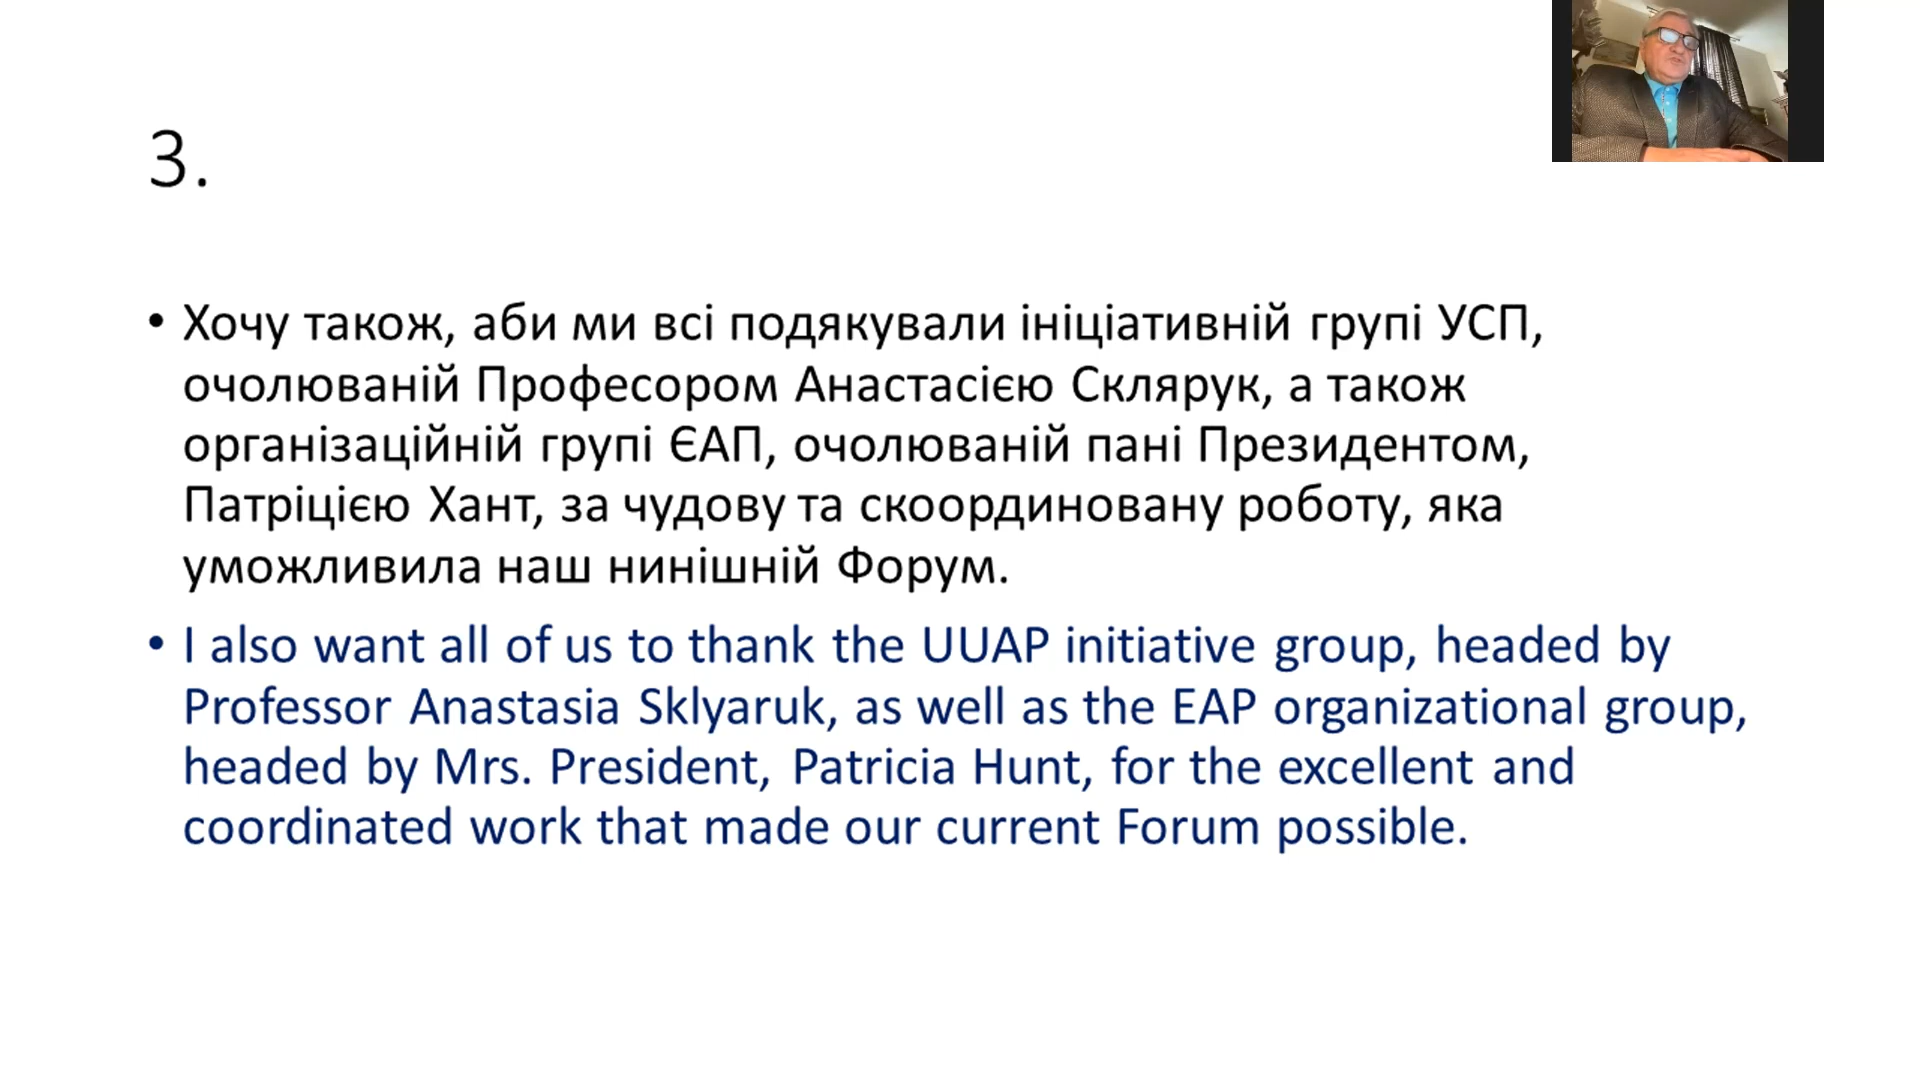 3.
• Хочу також, аби ми всі подякували ініціативній групі УСП,
очолюваній Професором Анастасією Склярук, а також
організаційній групі ЄАП, очолюваній пані Президентом,
Патріцією Хант, за чудову та скоординовану роботу, яка
уможливила наш нинішній Форум.
• I also want all of us to thank the UUAP initiative group, headed by
Professor Anastasia Sklyaruk, as well as the EAP organizational group,
headed by Mrs. President, Patricia Hunt, for the excellent and
coordinated work that made our current Forum possible.